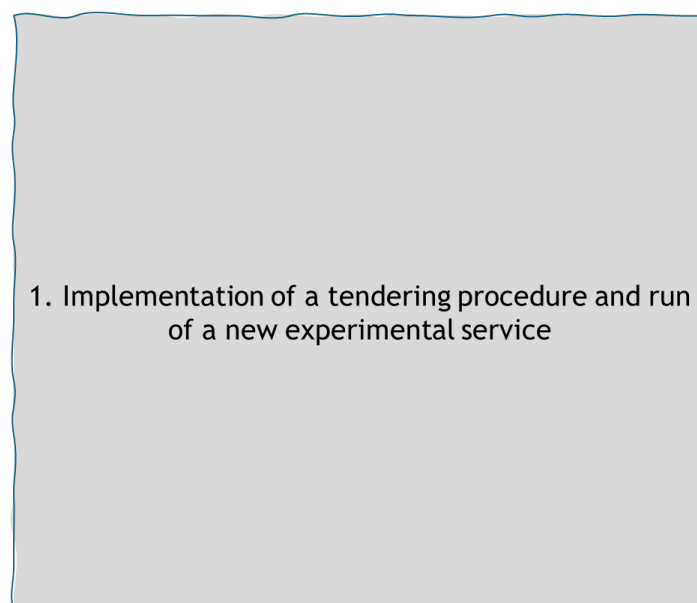 1. Implementation of a tendering procedure and run
of a new experimental service